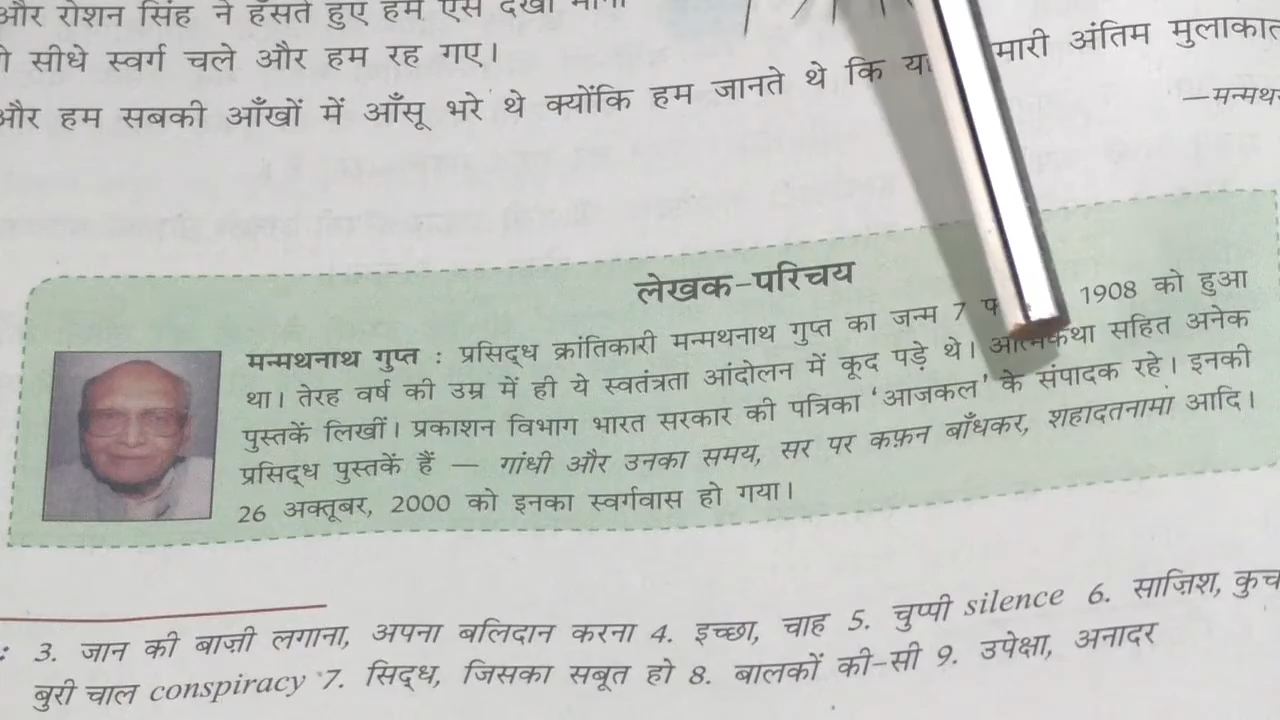 और रोशन सिंह ने हँसते हुए हमें ऐसे देखा मानो
सीधे स्वर्ग चले और हम रह गए।
और हम सबकी आँखों में आँसू भरे थे क्योंकि हम जानते थे कि अंतिम मुलाकात
—मन्मथ
लेखक-परिचय
मन्मथनाथ गुप्त : प्रसिद्ध क्रांतिकारी मन्मथनाथ गुप्त का जन्म 7 1908 को हुआ
था। तेरह वर्ष की उम्र में ही ये स्वतंत्रता आंदोलन में कूद पड़े थे। आत्मकथा सहित अनेक
पुस्तकें लिखीं। प्रकाशन विभाग भारत सरकार की पत्रिका ‘आजकल’ के संपादक रहे। इनकी
प्रसिद्ध पुस्तकें हैं — गांधी और उनका समय, सर पर कफ़न बाँधकर, शहादतनामा आदि।
26 अक्तूबर, 2000 को इनका स्वर्गवास हो गया।
: 3. जान की बाज़ी लगाना, अपना बलिदान करना 4. इच्छा, चाह 5. चुप्पी silence 6. साज़िश,
बुरी चाल conspiracy 7. सिद्ध, जिसका सबूत हो 8. बालकों की-सी 9. उपेक्षा, अनादर